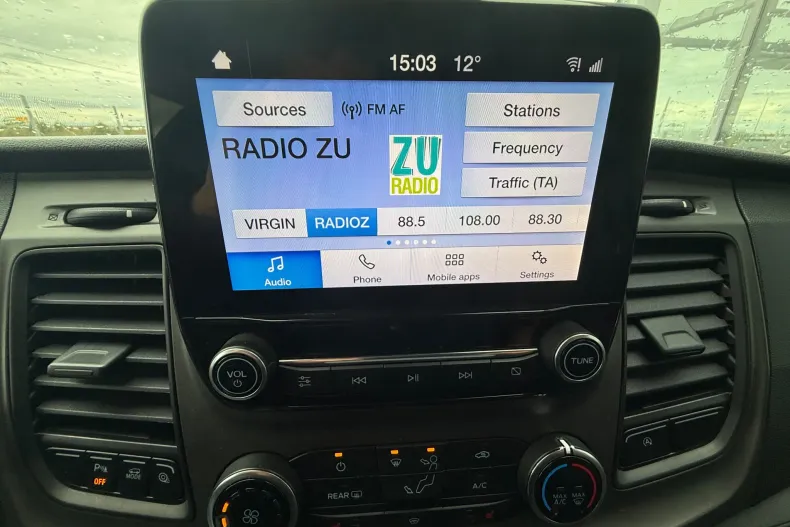 15:03 12°
Sources FM AF Stations
RADIO ZU
ZU
RADIO
Frequency
Traffic (TA)
VIRGIN RADIOZ 88.5 108.00 88.30
Audio Phone Mobile apps Settings
VOL
TUNE
OFF
MODE
REAR
A/C
MAX
A/C
MAX